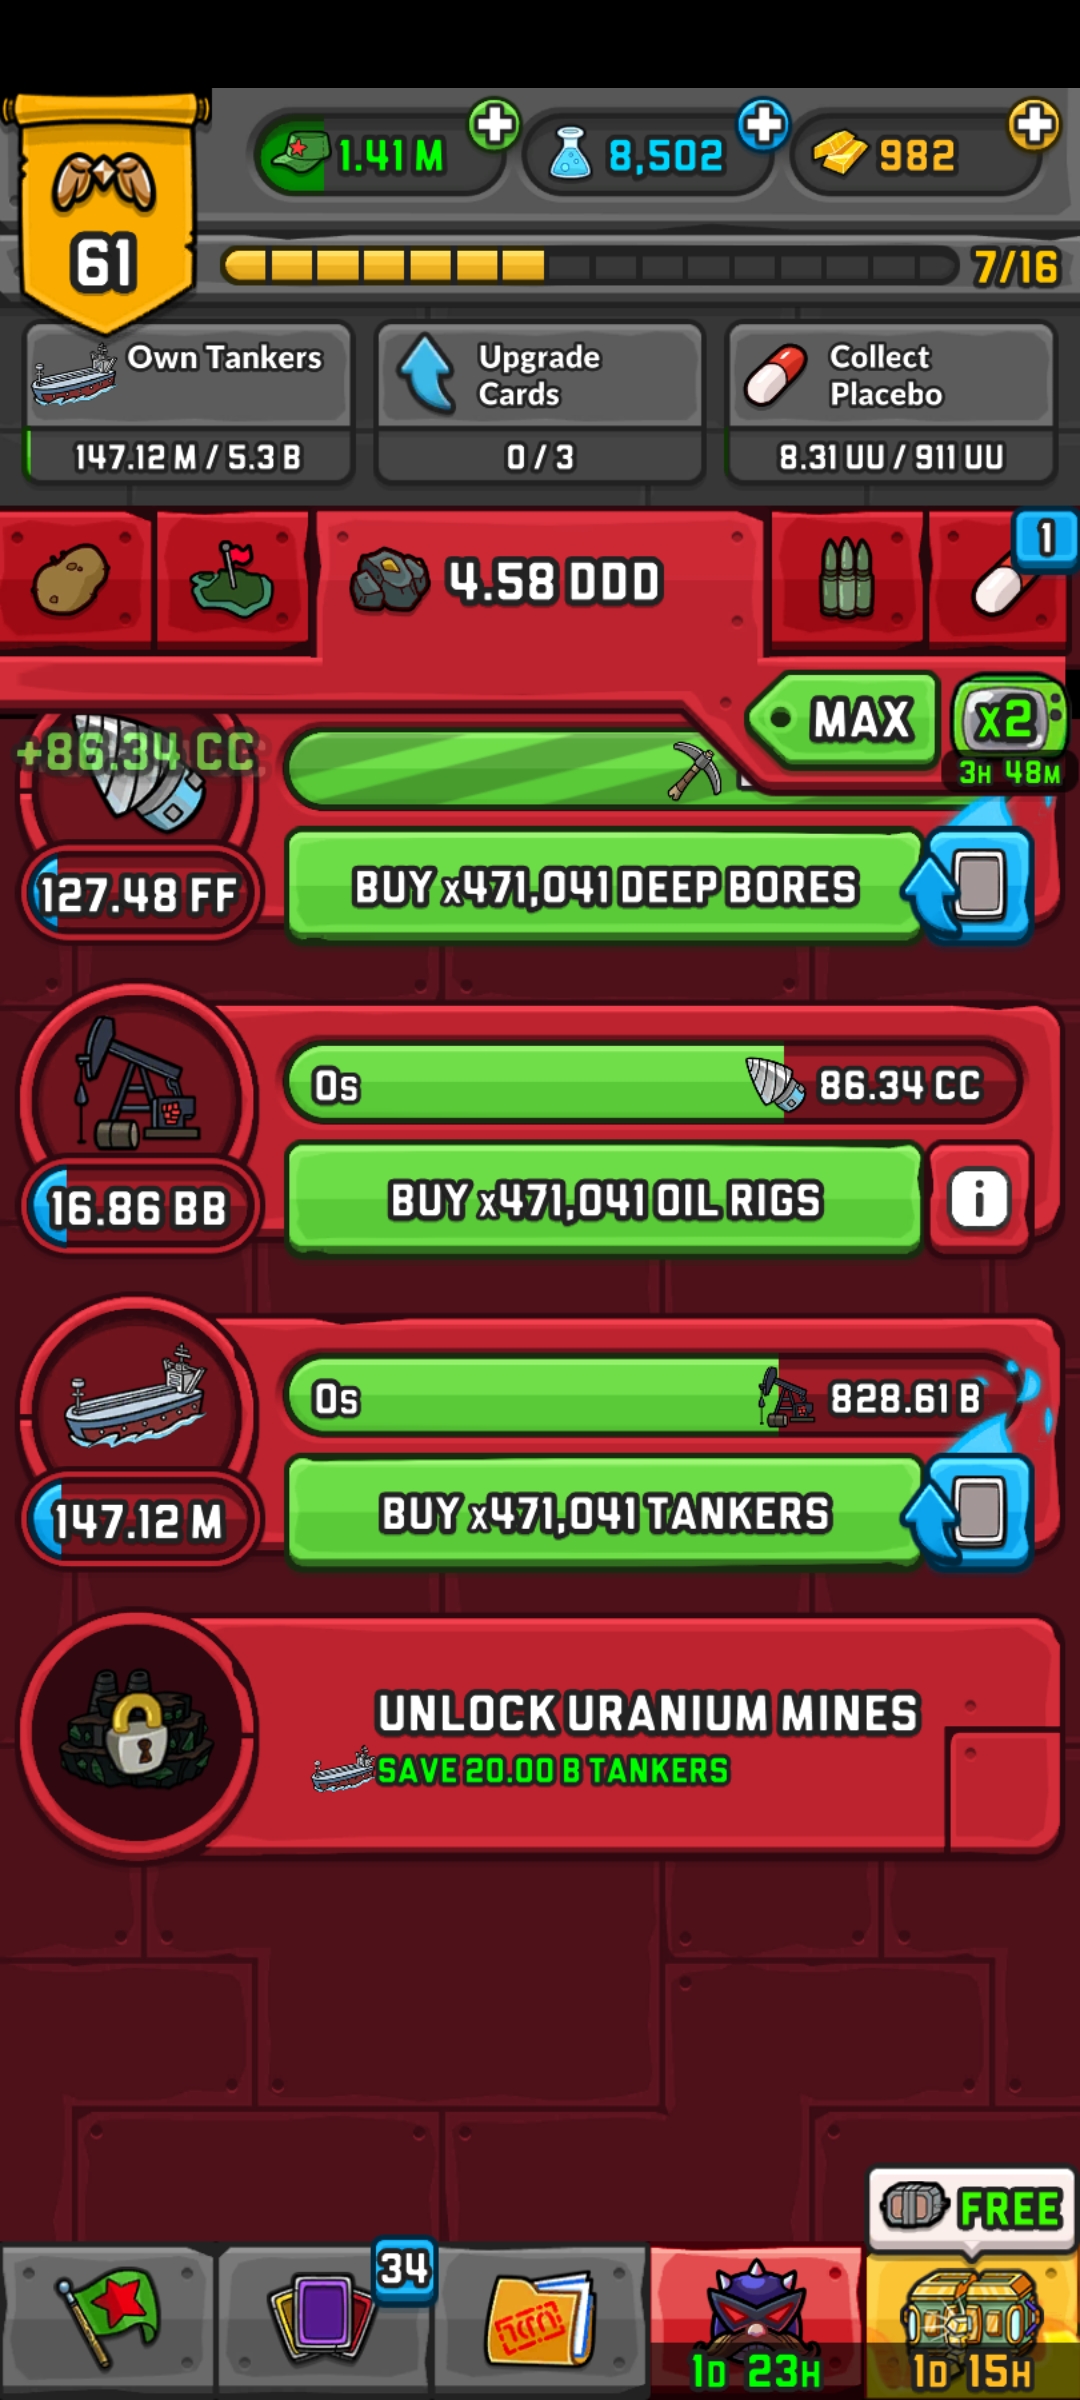 61
1.41 M
8,502
982
7/16
Own Tankers
147.12 M / 5.3 B
Upgrade
Cards
0 / 3
Collect
Placebo
8.31 UU / 911 UU
4.58 DDD
1
MAX
x2
3H 48M
+86.34 CC
127.48 FF
BUY x471,041 DEEP BORES
0s
86.34 CC
16.86 BB
BUY x471,041 OIL RIGS
i
0s
828.61 B
147.12 M
BUY x471,041 TANKERS
UNLOCK URANIUM MINES
SAVE 20.00 B TANKERS
FREE
34
1D 23H
1D 15H